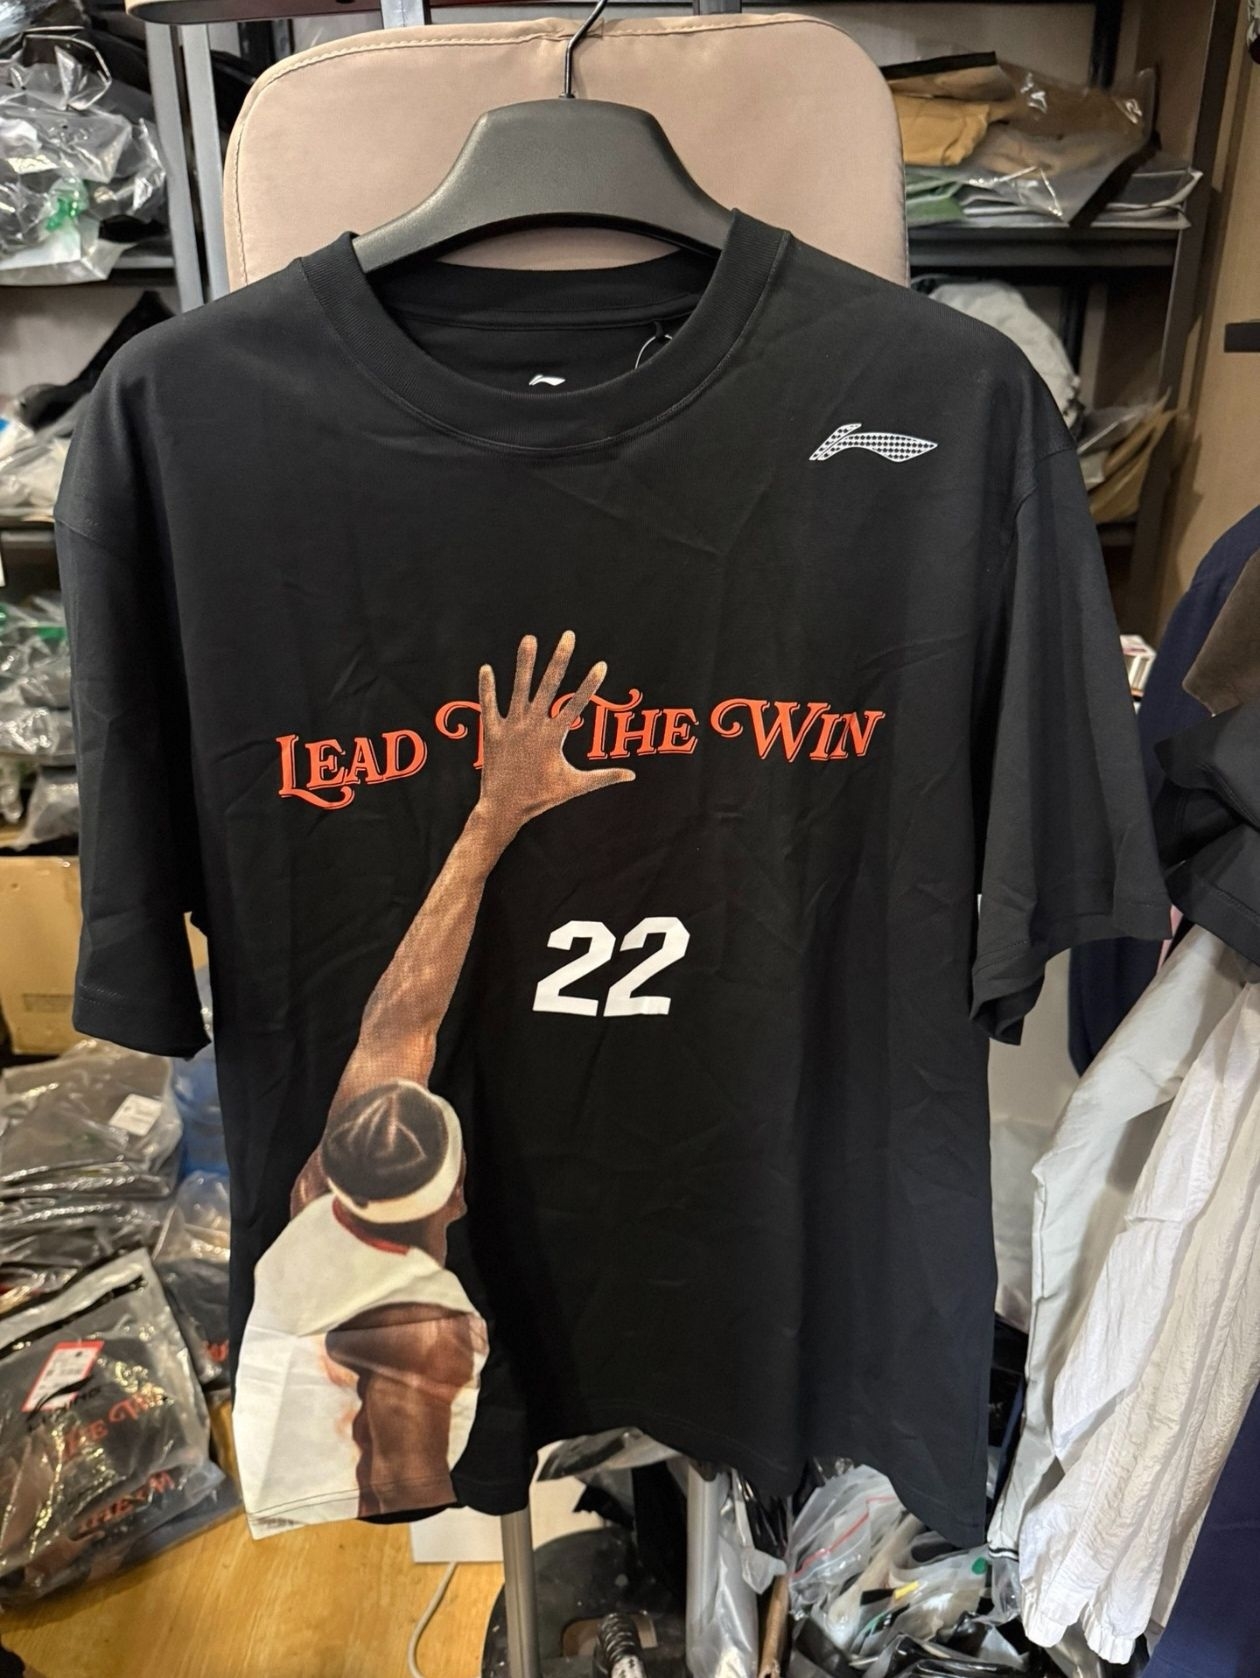 LEAD T THE WIN
22